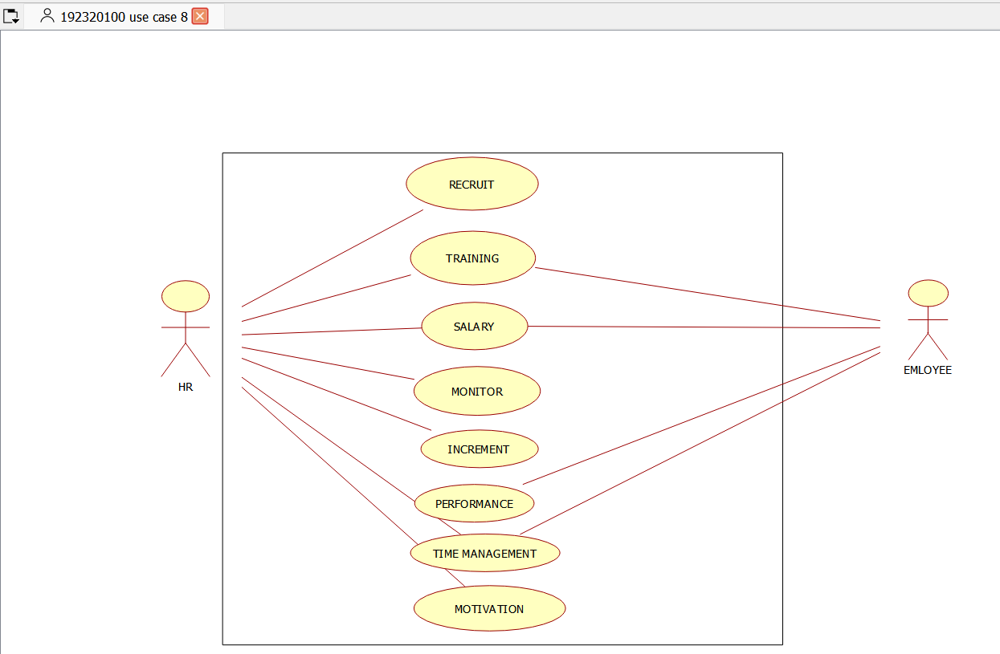 192320100 use case 8
RECRUIT
TRAINING
SALARY
MONITOR
HR
EMLOYEE
INCREMENT
PERFORMANCE
TIME MANAGEMENT
MOTIVATION